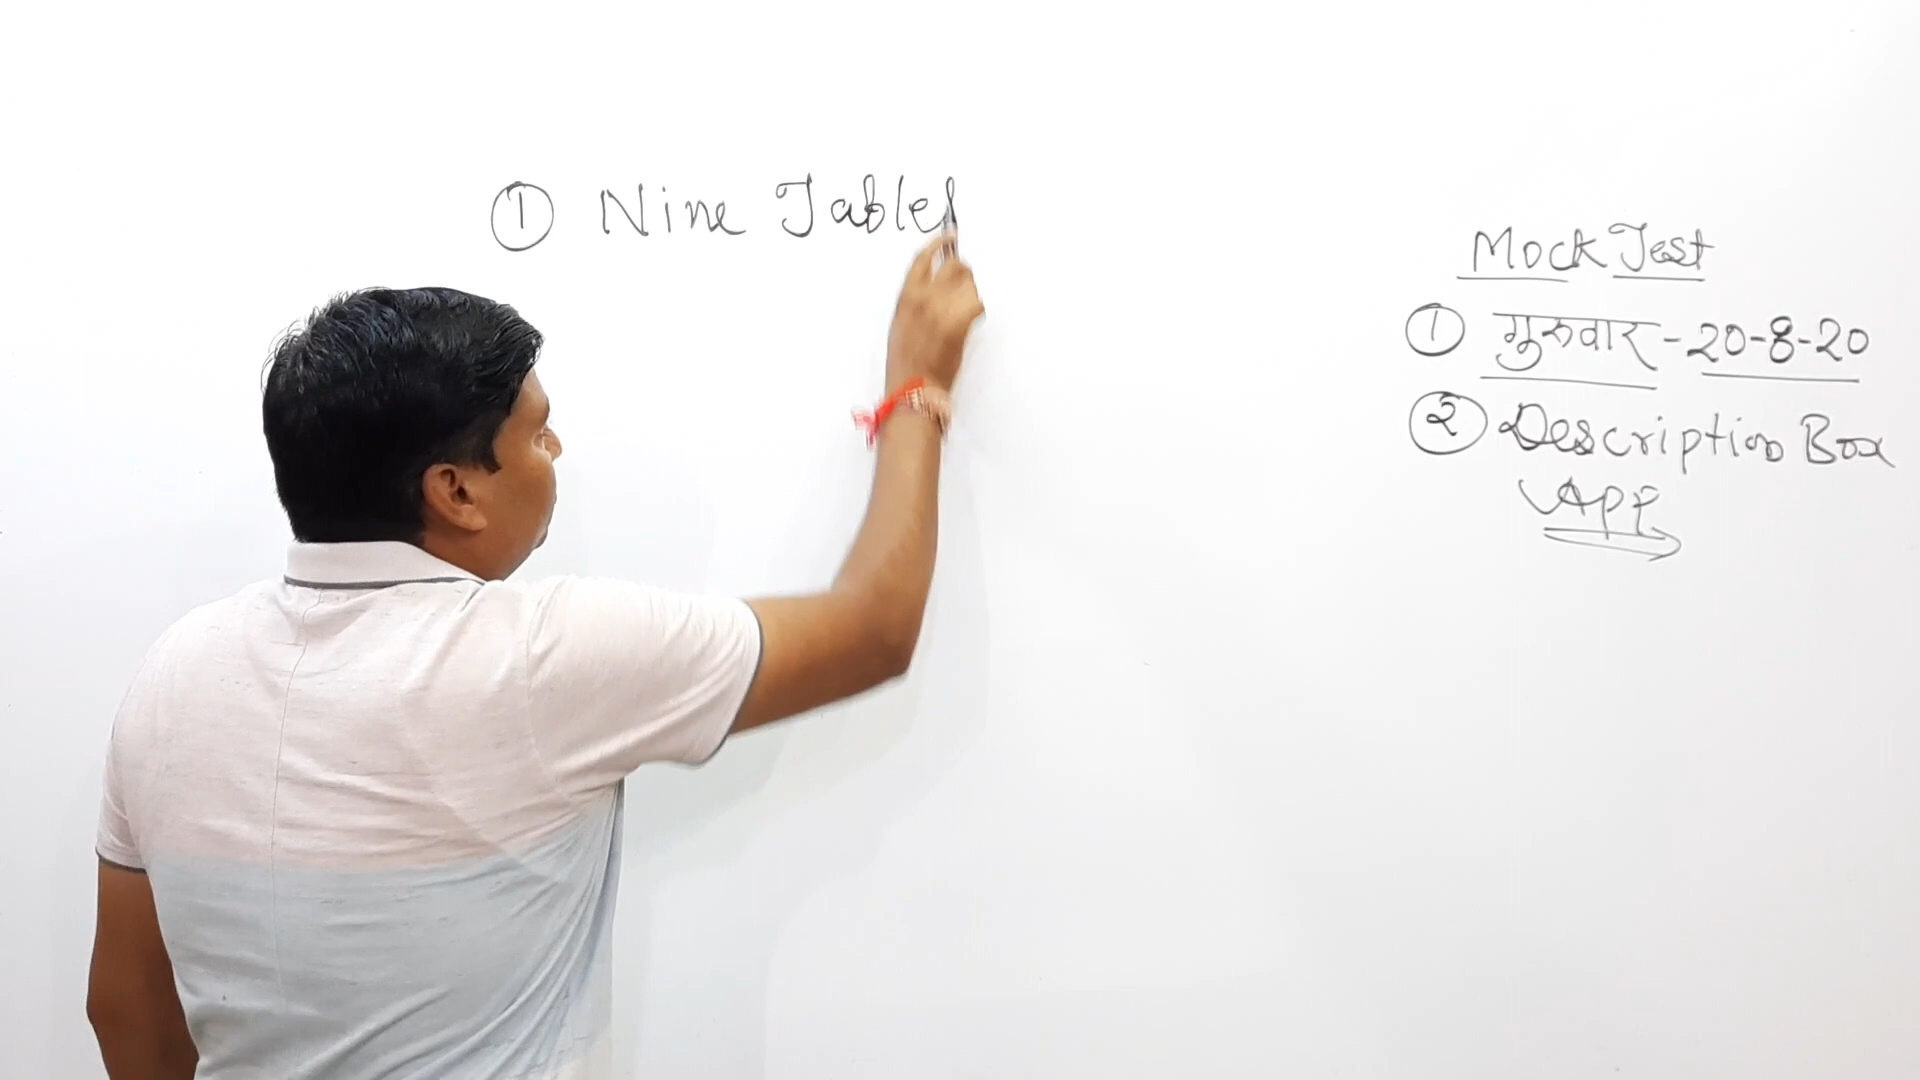 ① Nine Tables
Mock Test
① गुरुवार - 20-8-20
② Description Box
App